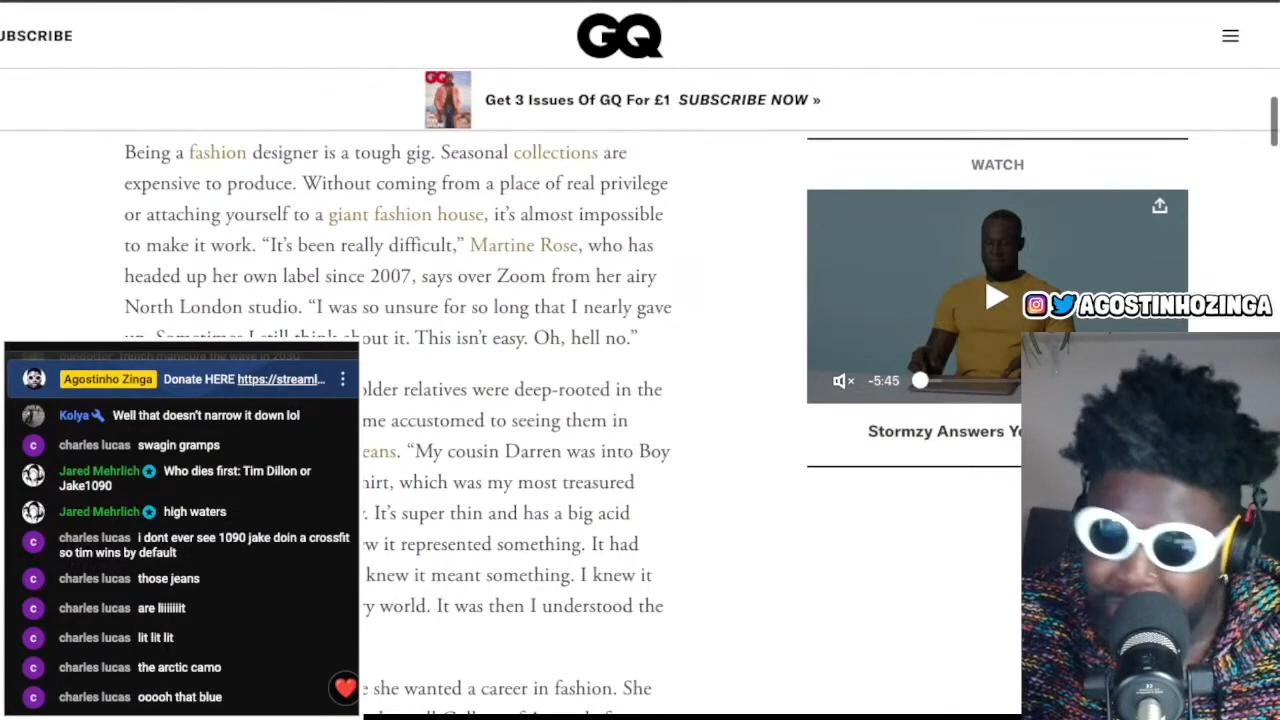 UBSCRIBE
GQ
GQ
Get 3 Issues Of GQ For £1 SUBSCRIBE NOW »
Being a fashion designer is a tough gig. Seasonal collections are
expensive to produce. Without coming from a place of real privilege
or attaching yourself to a giant fashion house, it's almost impossible
to make it work. “It's been really difficult,” Martine Rose, who has
headed up her own label since 2007, says over Zoom from her airy
North London studio. “I was so unsure for so long that I nearly gave
up. Sometimes I still think about it. This isn't easy. Oh, hell no.”
older relatives were deep-rooted in the
me accustomed to seeing them in
eans. “My cousin Darren was into Boy
hirt, which was my most treasured
. It's super thin and has a big acid
ew it represented something. It had
knew it meant something. I knew it
ry world. It was then I understood the
e she wanted a career in fashion. She
WATCH
-5:45
Stormzy Answers Yo
AGOSTINHOZINGA
french manicure the wave in 2030
Agostinho Zinga Donate HERE https://streaml...
Kolya Well that doesn't narrow it down lol
charles lucas swagin gramps
Jared Mehrlich Who dies first: Tim Dillon or
Jake1090
Jared Mehrlich high waters
charles lucas i dont ever see 1090 jake doin a crossfit
so tim wins by default
charles lucas those jeans
charles lucas are liiiiiiit
charles lucas lit lit lit
charles lucas the arctic camo
charles lucas ooooh that blue